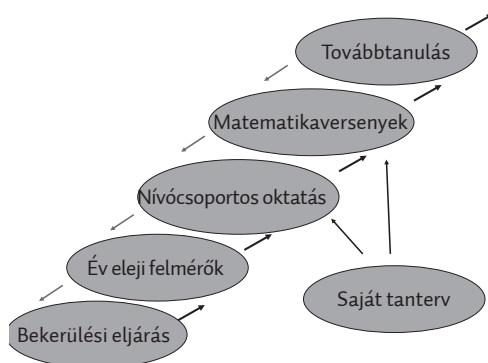 Továbbtanulás
Matematikaversenyek
Nívócsoportos oktatás
Év eleji felmérők
Saját tanterv
Bekerülési eljárás